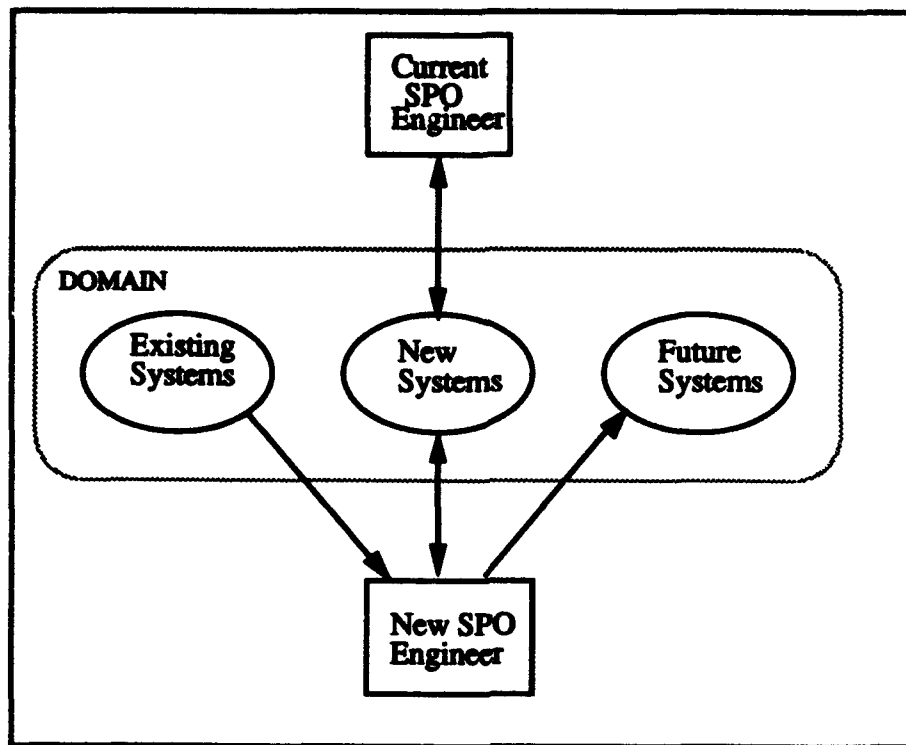 Current
SPO
Engineer
DOMAIN
Existing
Systems
New
Systems
Future
Systems
New SPO
Engineer